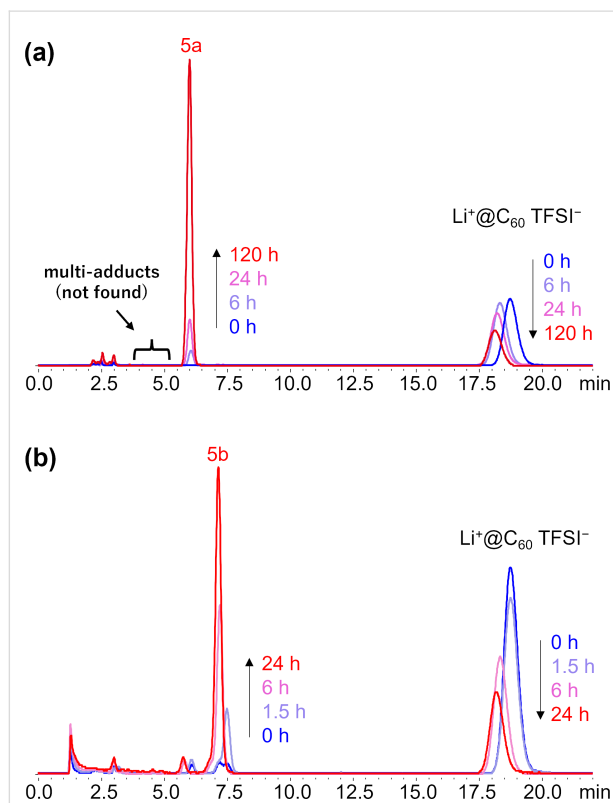 (a)
5a
Li⁺@C₆₀ TFSI⁻
120 h
24 h
6 h
0 h
0 h
6 h
24 h
120 h
multi-adducts
(not found)
0.0 2.5 5.0 7.5 10.0 12.5 15.0 17.5 20.0 min
(b)
5b
Li⁺@C₆₀ TFSI⁻
24 h
6 h
1.5 h
0 h
0 h
1.5 h
6 h
24 h
0.0 2.5 5.0 7.5 10.0 12.5 15.0 17.5 20.0 min